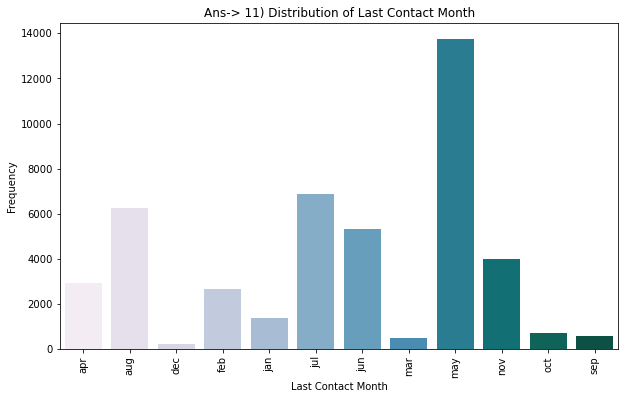 Ans-> 11) Distribution of Last Contact Month
Frequency
14000
12000
10000
8000
6000
4000
2000
0
apr
aug
dec
feb
jan
jul
jun
mar
may
nov
oct
sep
Last Contact Month